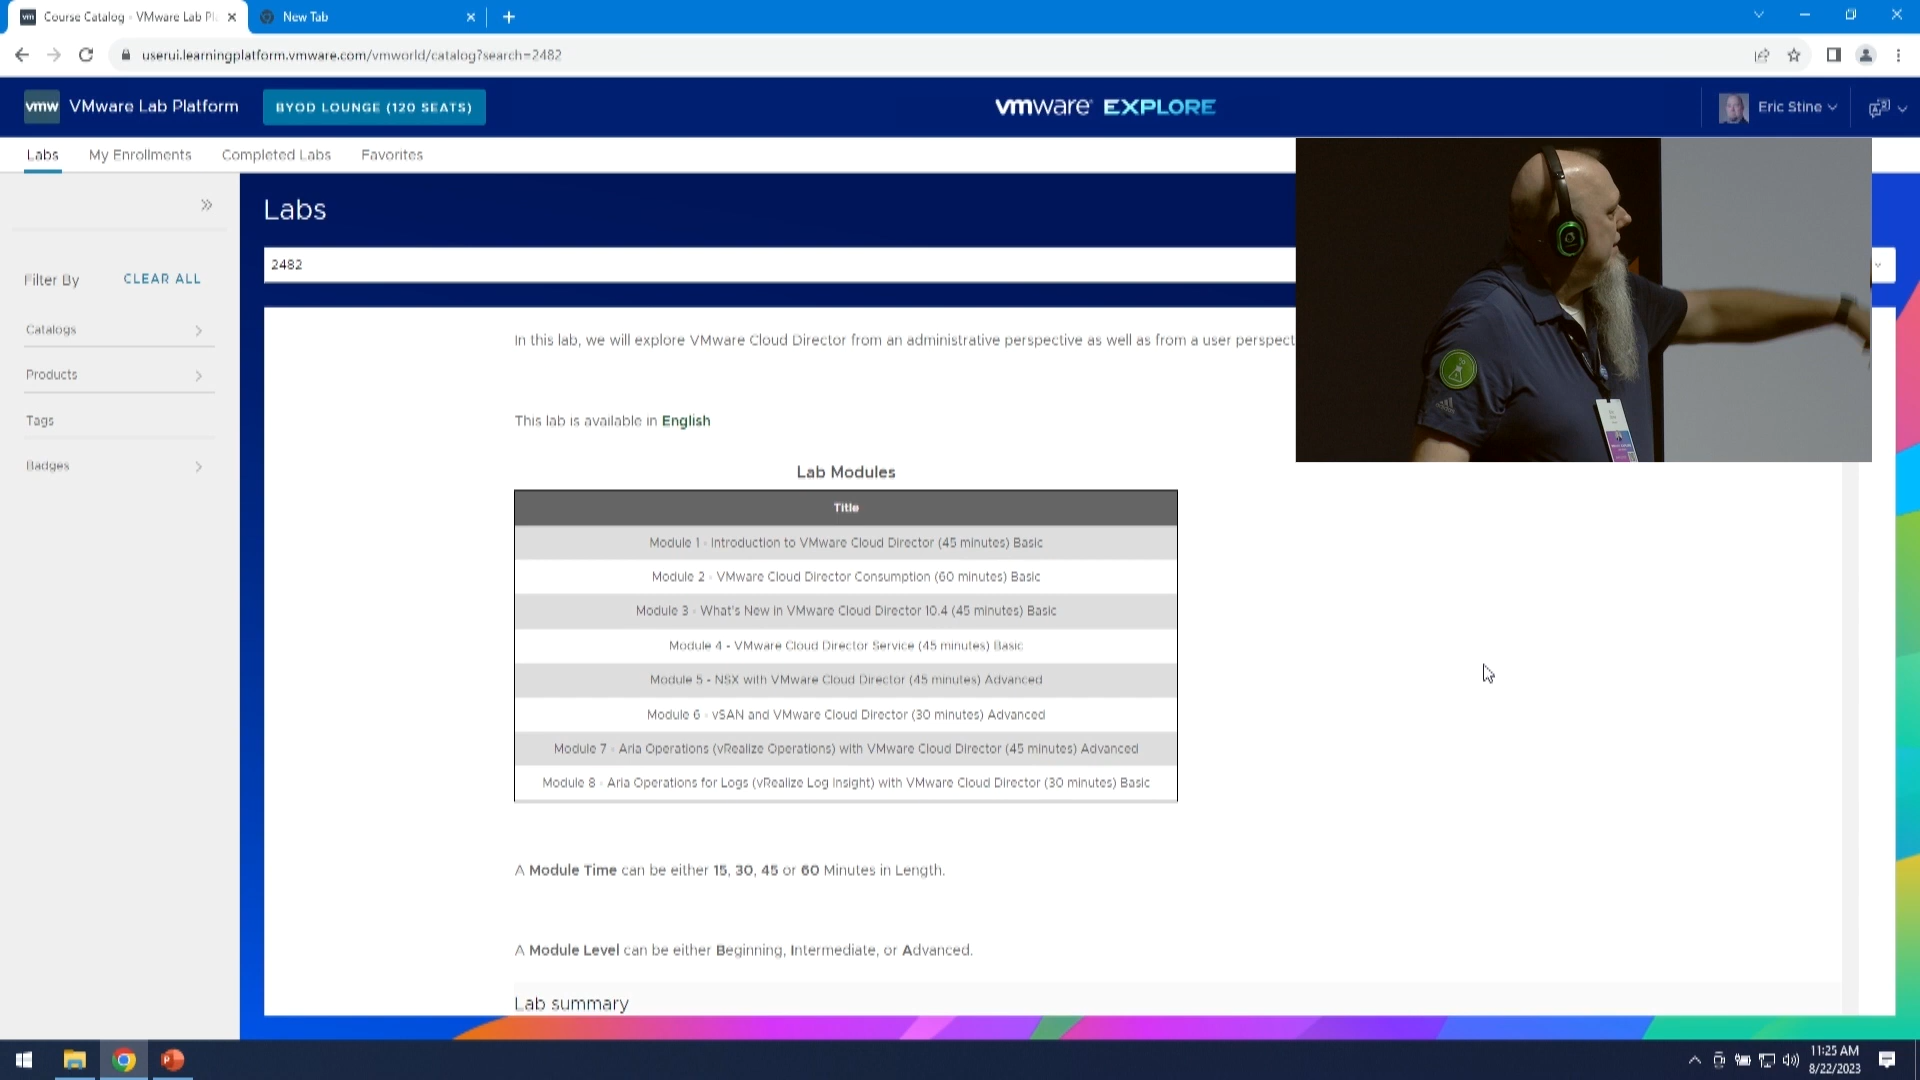 Course Catalog - VMware Lab Pl
New Tab
userui.learningplatform.vmware.com/vmworld/catalog?search=2482
vmw VMware Lab Platform
BYOD LOUNGE (120 SEATS)
vmware EXPLORE
Eric Stine
Labs
My Enrollments
Completed Labs
Favorites
Labs
2482
Filter By
CLEAR ALL
Catalogs
Products
Tags
Badges
In this lab, we will explore VMware Cloud Director from an administrative perspective as well as from a user perspect
This lab is available in English
Lab Modules
Title
Module 1 - Introduction to VMware Cloud Director (45 minutes) Basic
Module 2 - VMware Cloud Director Consumption (60 minutes) Basic
Module 3 - What's New in VMware Cloud Director 10.4 (45 minutes) Basic
Module 4 - VMware Cloud Director Service (45 minutes) Basic
Module 5 - NSX with VMware Cloud Director (45 minutes) Advanced
Module 6 - vSAN and VMware Cloud Director (30 minutes) Advanced
Module 7 - Aria Operations (vRealize Operations) with VMware Cloud Director (45 minutes) Advanced
Module 8 - Aria Operations for Logs (vRealize Log Insight) with VMware Cloud Director (30 minutes) Basic
A Module Time can be either 15, 30, 45 or 60 Minutes in Length.
A Module Level can be either Beginning, Intermediate, or Advanced.
Lab summary
11:25 AM
8/22/2023